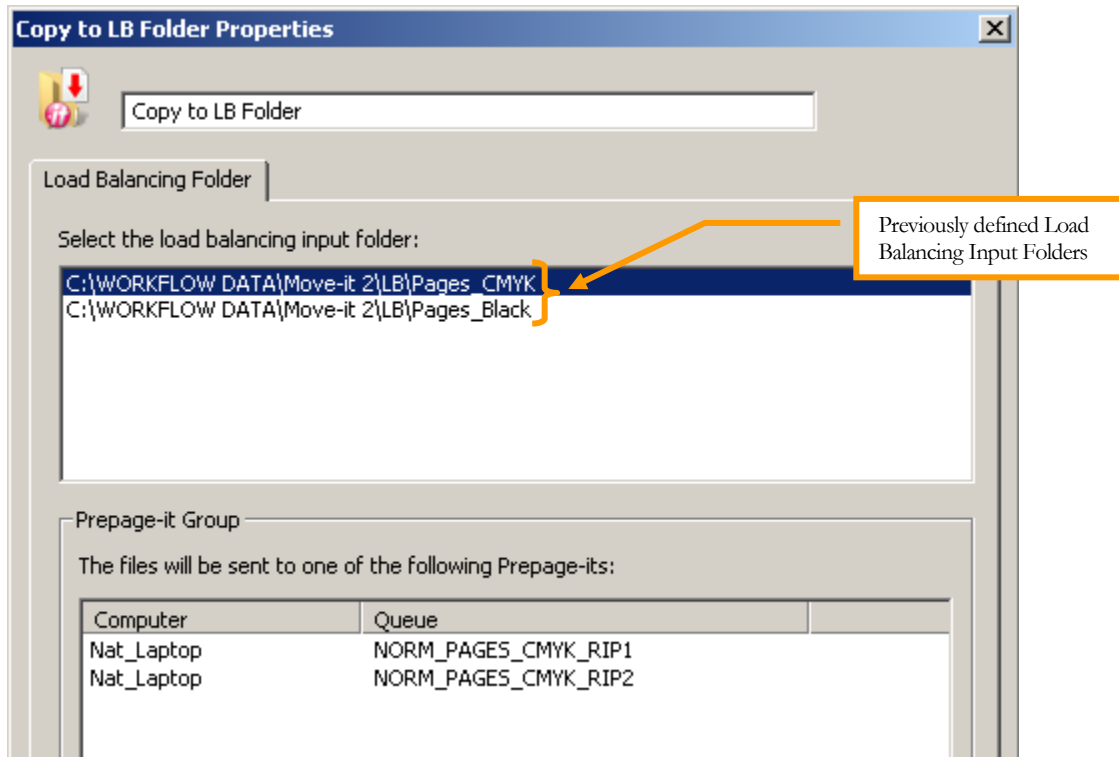 Copy to LB Folder Properties
Copy to LB Folder
Load Balancing Folder
Select the load balancing input folder:
Previously defined Load
Balancing Input Folders
C:\WORKFLOW DATA\Move-it 2\LB\Pages_CMYK
C:\WORKFLOW DATA\Move-it 2\LB\Pages_Black
Prepage-it Group
The files will be sent to one of the following Prepage-its:
Computer Queue
Nat_Laptop NORM_PAGES_CMYK_RIP1
Nat_Laptop NORM_PAGES_CMYK_RIP2